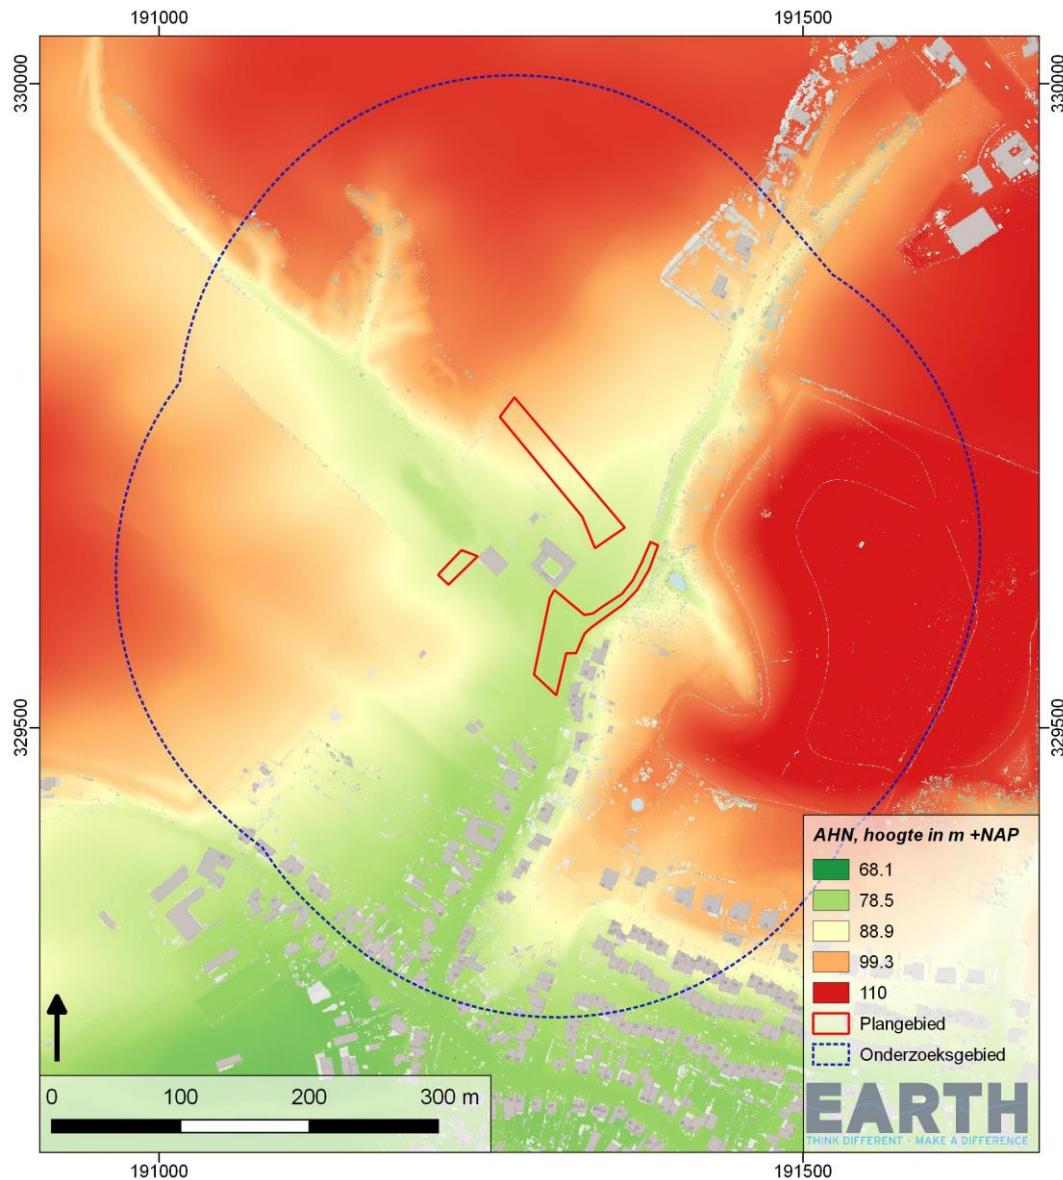 191000
191500
330000
330000
329500
329500
AHN, hoogte in m +NAP
68.1
78.5
88.9
99.3
110
Plangebied
Onderzoeksgebied
0 100 200 300 m
EARTH
THINK DIFFERENT - MAKE A DIFFERENCE
191000
191500